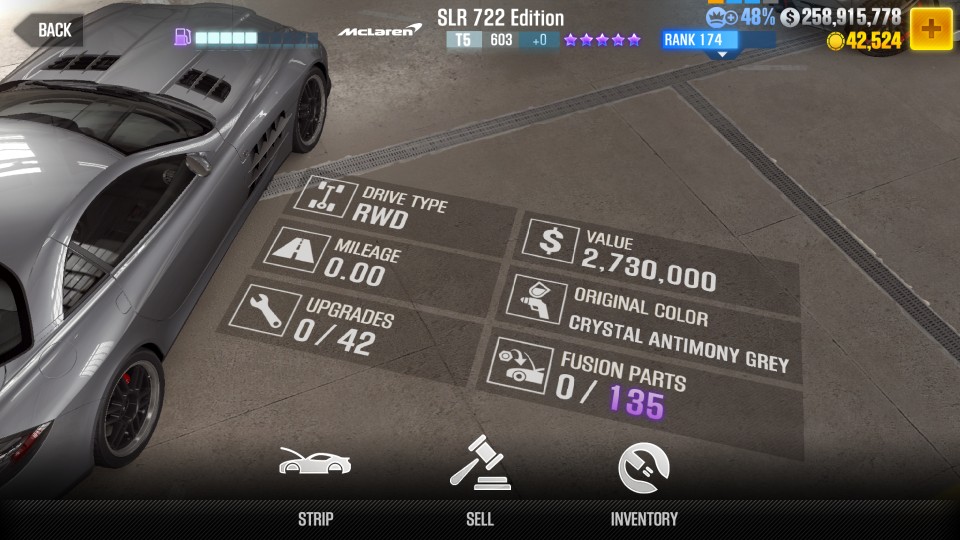 BACK
McLaren
SLR 722 Edition
T5 603 +0
RANK 174
48%
$ 258,915,778
42,524
+
DRIVE TYPE
RWD
MILEAGE
0.00
UPGRADES
0 / 42
$
VALUE
2,730,000
ORIGINAL COLOR
CRYSTAL ANTIMONY GREY
FUSION PARTS
0 / 135
STRIP
SELL
INVENTORY